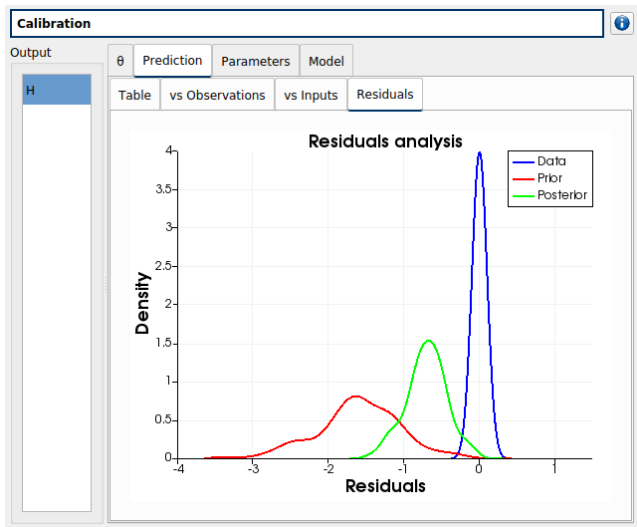 Calibration
Output
θ Prediction Parameters Model
H
Table vs Observations vs Inputs Residuals
Residuals analysis
Data
Prior
Posterior
4
3.5
3
2.5
2
1.5
1
0.5
0
Density
-4 -3 -2 -1 0 1
Residuals